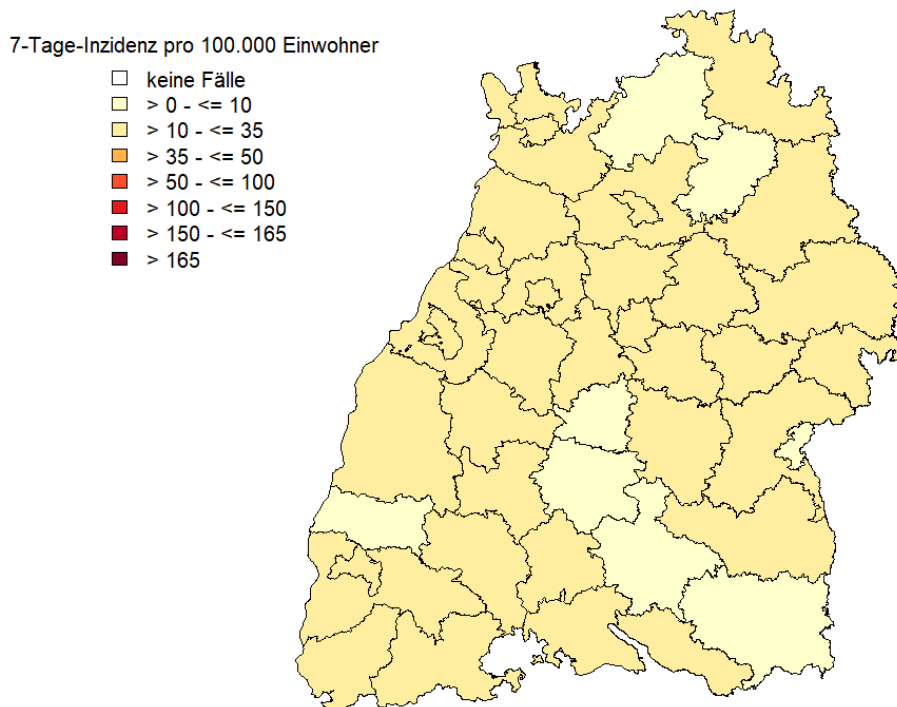 7-Tage-Inzidenz pro 100.000 Einwohner
keine Fälle
> 0 - <= 10
> 10 - <= 35
> 35 - <= 50
> 50 - <= 100
> 100 - <= 150
> 150 - <= 165
> 165